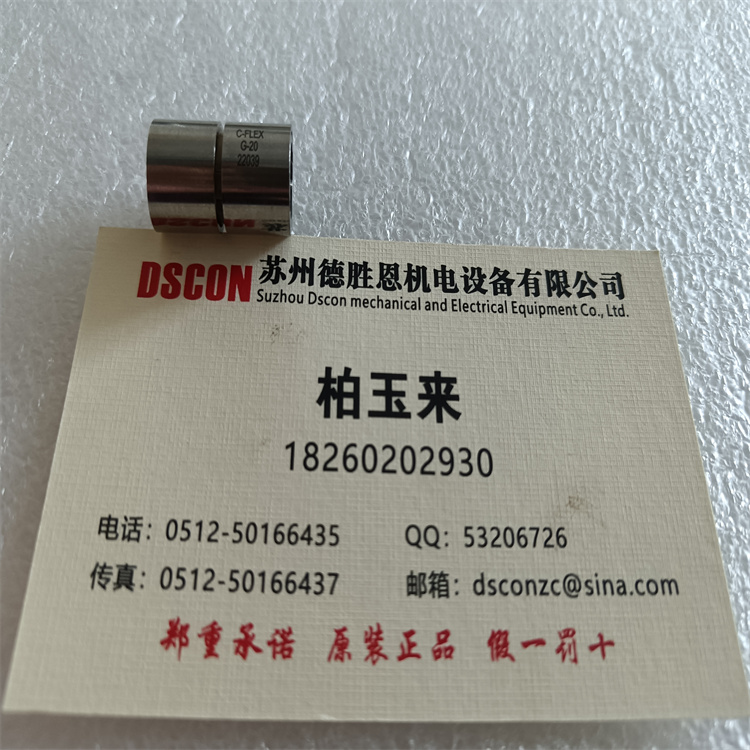 C-FLEX
G-20
22039
DSCON 苏州德胜恩机电设备有限公司
Suzhou Dscon mechanical and Electrical Equipment Co., Ltd.
柏玉来
18260202930
电话：0512-50166435 QQ：53206726
传真：0512-50166437 邮箱：dsconzc@sina.com
郑重承诺 原装正品 假一罚十